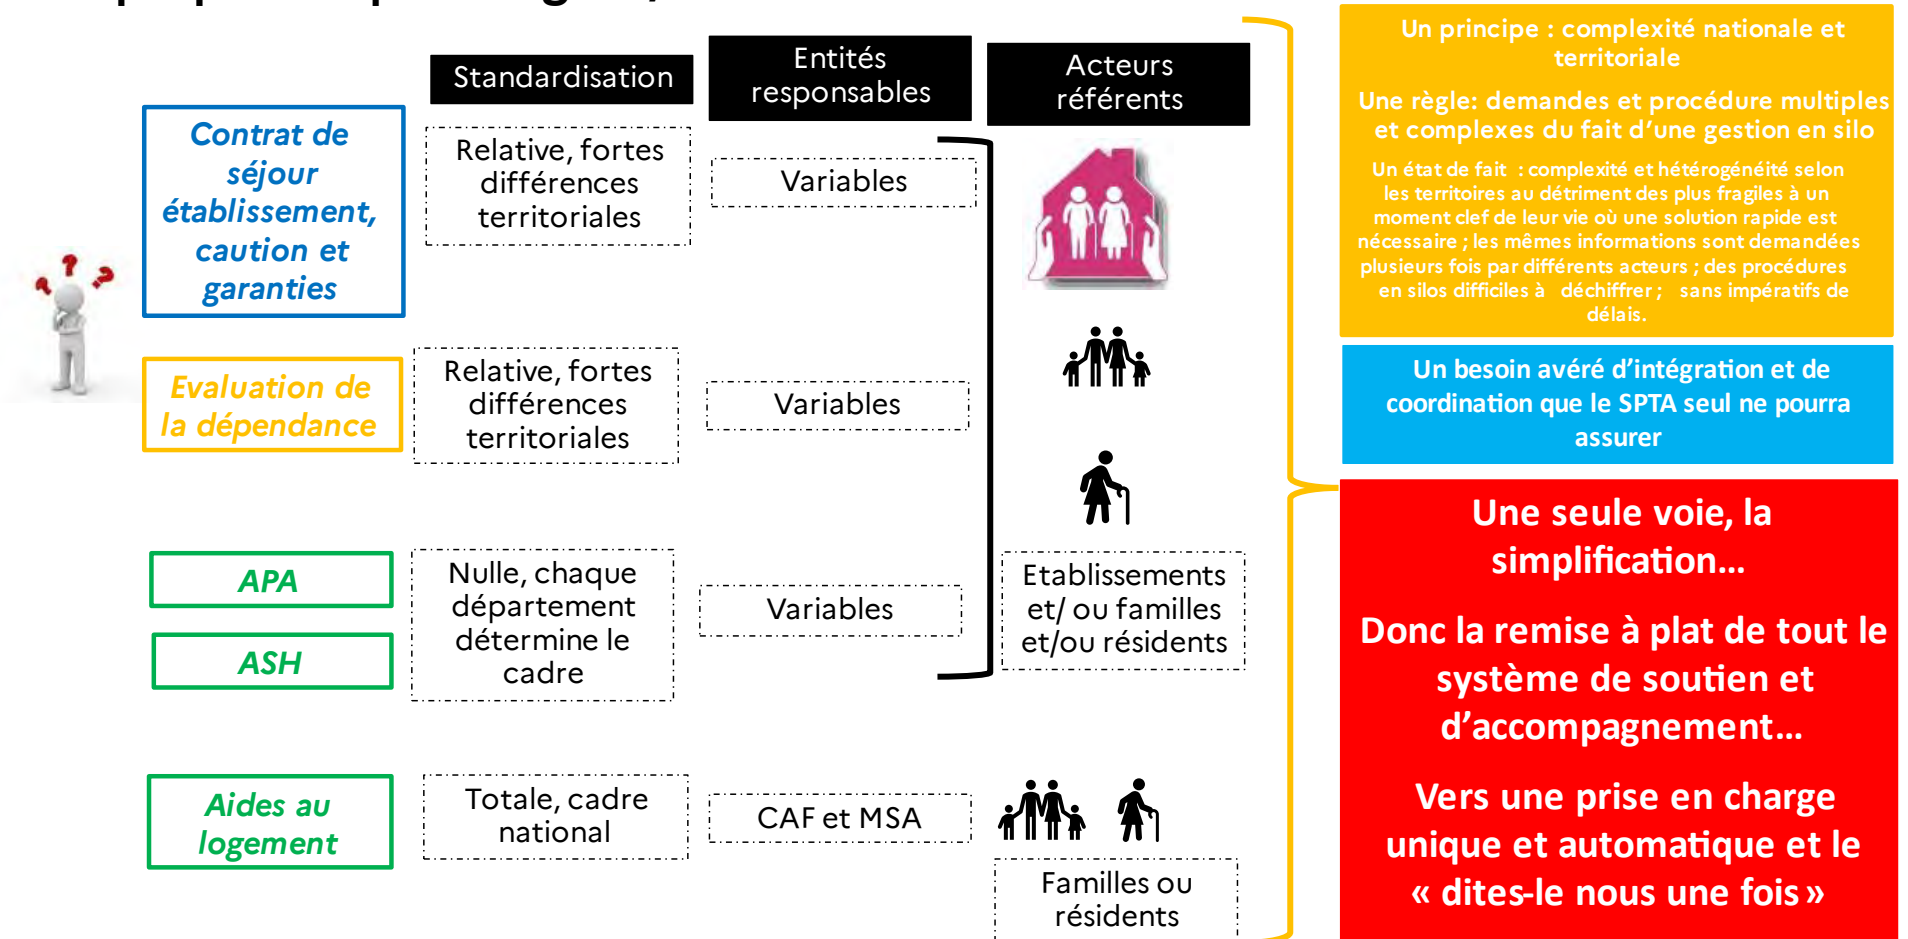 Standardisation
Entités
responsables
Acteurs
référents
Contrat de
séjour
établissement,
caution et
garanties
Relative, fortes
différences
territoriales
Variables
Evaluation de
la dépendance
Relative, fortes
différences
territoriales
Variables
APA
ASH
Nulle, chaque
département
détermine le
cadre
Variables
Etablissements
et/ ou familles
et/ou résidents
Aides au
logement
Totale, cadre
national
CAF et MSA
Familles ou
résidents
Un principe : complexité nationale et
territoriale
Une règle: demandes et procédure multiples
et complexes du fait d’une gestion en silo
Un état de fait : complexité et hétérogénéité selon
les territoires au détriment des plus fragiles à un
moment clef de leur vie où une solution rapide est
nécessaire ; les mêmes informations sont demandées
plusieurs fois par différents acteurs ; des procédures
en silos difficiles à déchiffrer ; sans impératifs de
délais.
Un besoin avéré d’intégration et de
coordination que le SPTA seul ne pourra
assurer
Une seule voie, la
simplification…
Donc la remise à plat de tout le
système de soutien et
d’accompagnement…
Vers une prise en charge
unique et automatique et le
« dites-le nous une fois »